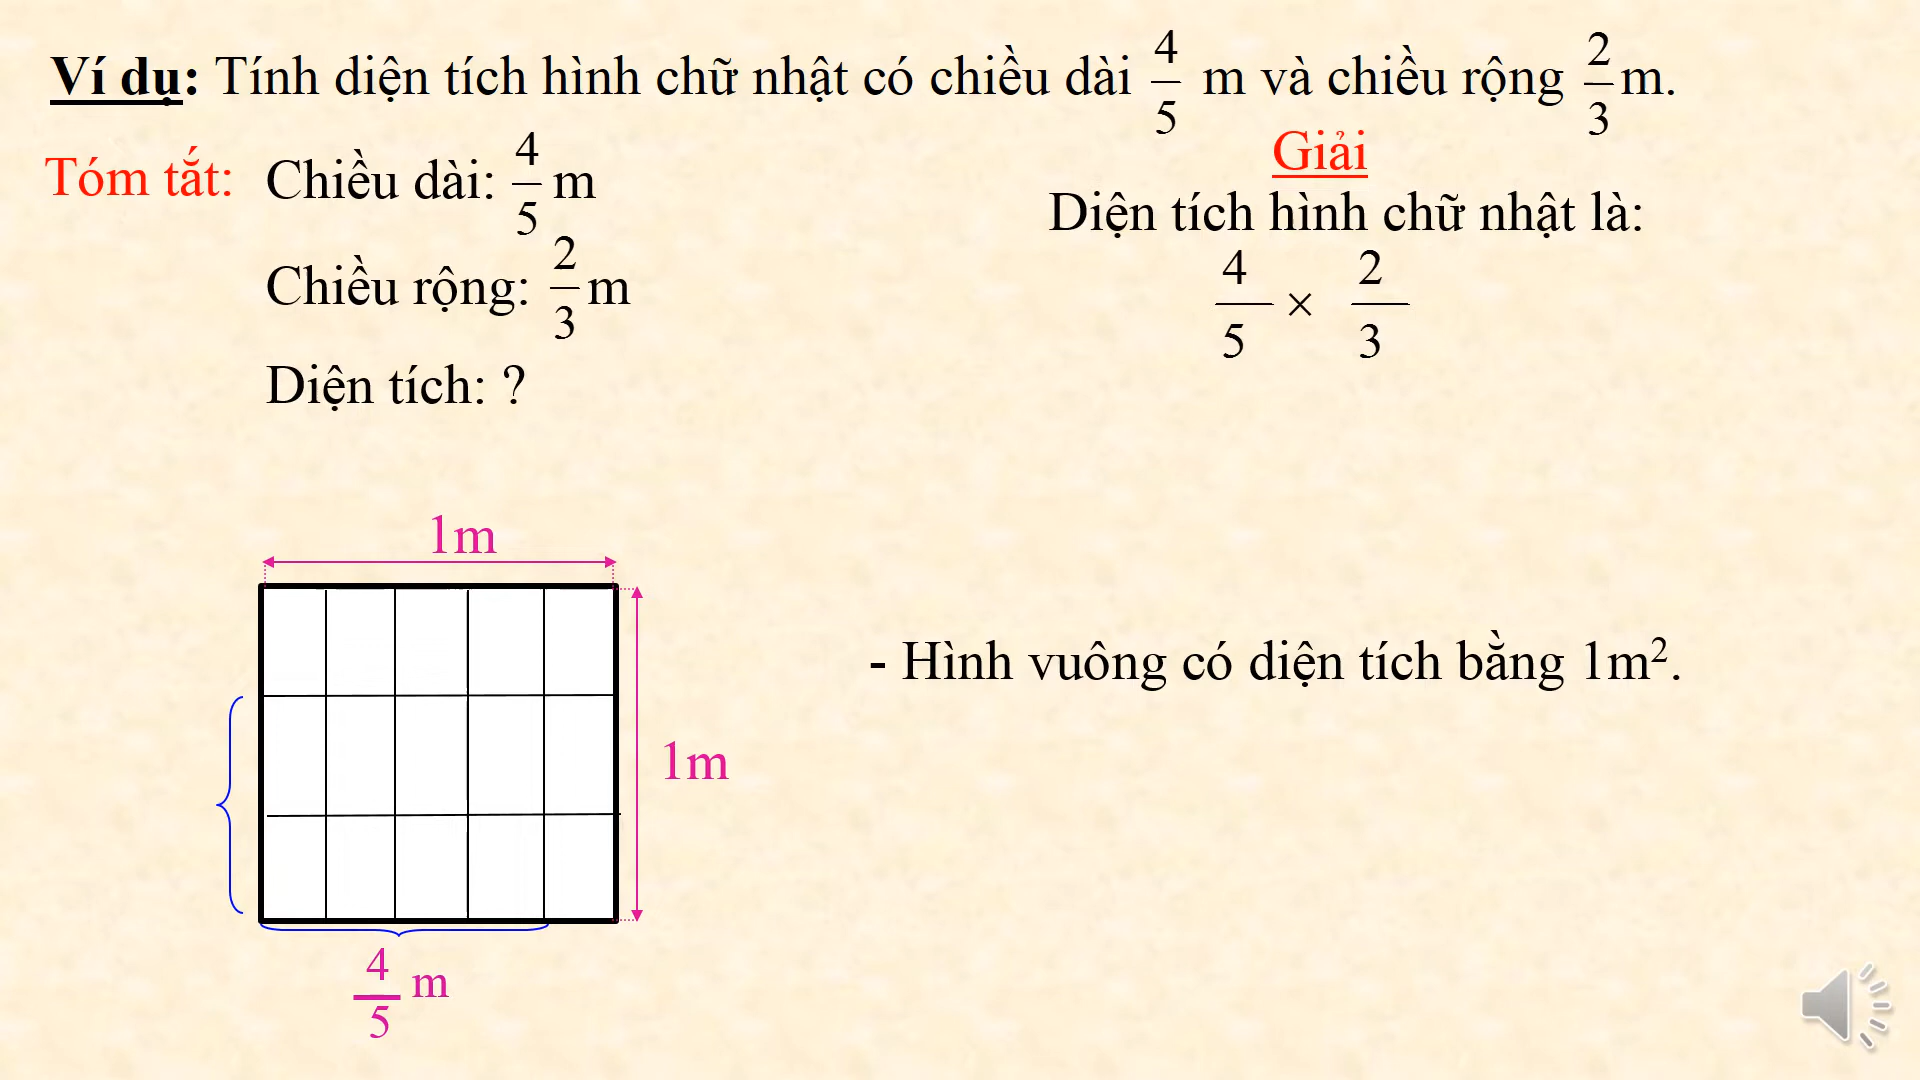 Ví dụ: Tính diện tích hình chữ nhật có chiều dài 4/5 m và chiều rộng 2/3 m.
Tóm tắt:
Chiều dài: 4/5 m
Chiều rộng: 2/3 m
Diện tích: ?
Giải
Diện tích hình chữ nhật là:
4/5 × 2/3
1m
1m
4/5 m
- Hình vuông có diện tích bằng 1m².